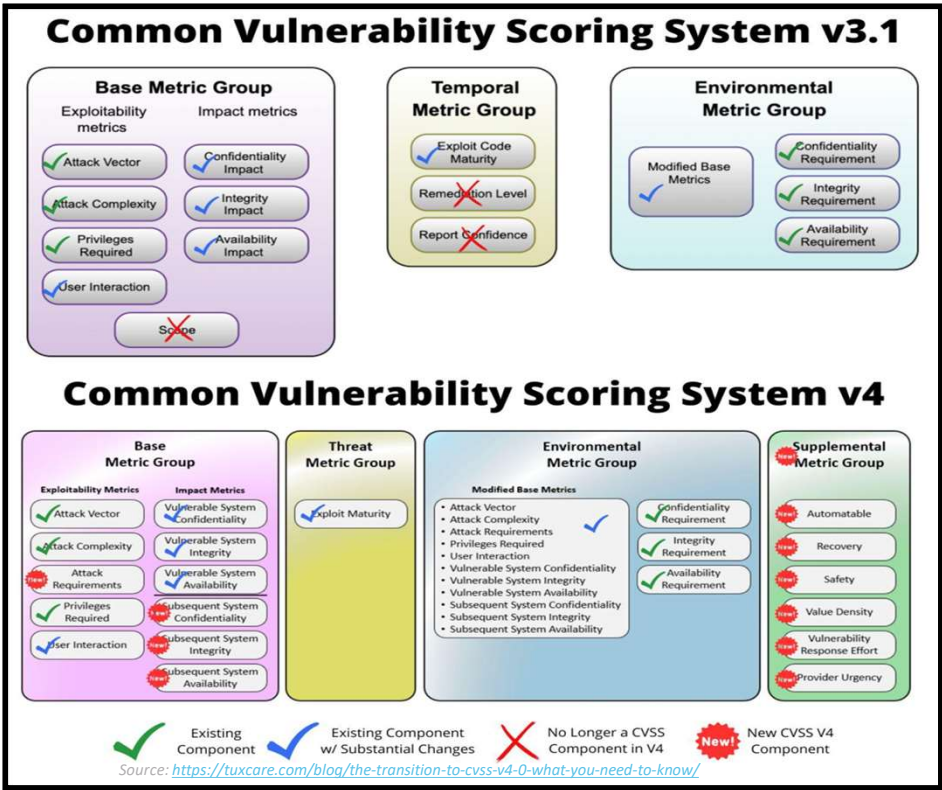 Common Vulnerability Scoring System v3.1
Base Metric Group
Exploitability
metrics
Impact metrics
Attack Vector
Attack Complexity
Privileges
Required
User Interaction
Confidentiality
Impact
Integrity
Impact
Availability
Impact
Scope
Temporal
Metric Group
Exploit Code
Maturity
Remediation Level
Report Confidence
Environmental
Metric Group
Modified Base
Metrics
Confidentiality
Requirement
Integrity
Requirement
Availability
Requirement
Common Vulnerability Scoring System v4
Base
Metric Group
Exploitability Metrics
Attack Vector
Attack Complexity
New!
Attack
Requirements
Privileges
Required
User Interaction
Impact Metrics
Vulnerable System
Confidentiality
Vulnerable System
Integrity
Vulnerable System
Availability
New!
Subsequent System
Confidentiality
New!
Subsequent System
Integrity
New!
Subsequent System
Availability
Threat
Metric Group
Exploit Maturity
Environmental
Metric Group
Modified Base Metrics
• Attack Vector
• Attack Complexity
• Attack Requirements
• Privileges Required
• User Interaction
• Vulnerable System Confidentiality
• Vulnerable System Integrity
• Vulnerable System Availability
• Subsequent System Confidentiality
• Subsequent System Integrity
• Subsequent System Availability
Confidentiality
Requirement
Integrity
Requirement
Availability
Requirement
New!
Supplemental
Metric Group
New!
Automatable
New!
Recovery
New!
Safety
New!
Value Density
New!
Vulnerability
Response Effort
New!
Provider Urgency
Existing
Component
Existing Component
w/ Substantial Changes
No Longer a CVSS
Component in V4
New!
New CVSS V4
Component
Source: https://tuxcare.com/blog/the-transition-to-cvss-v4-0-what-you-need-to-know/